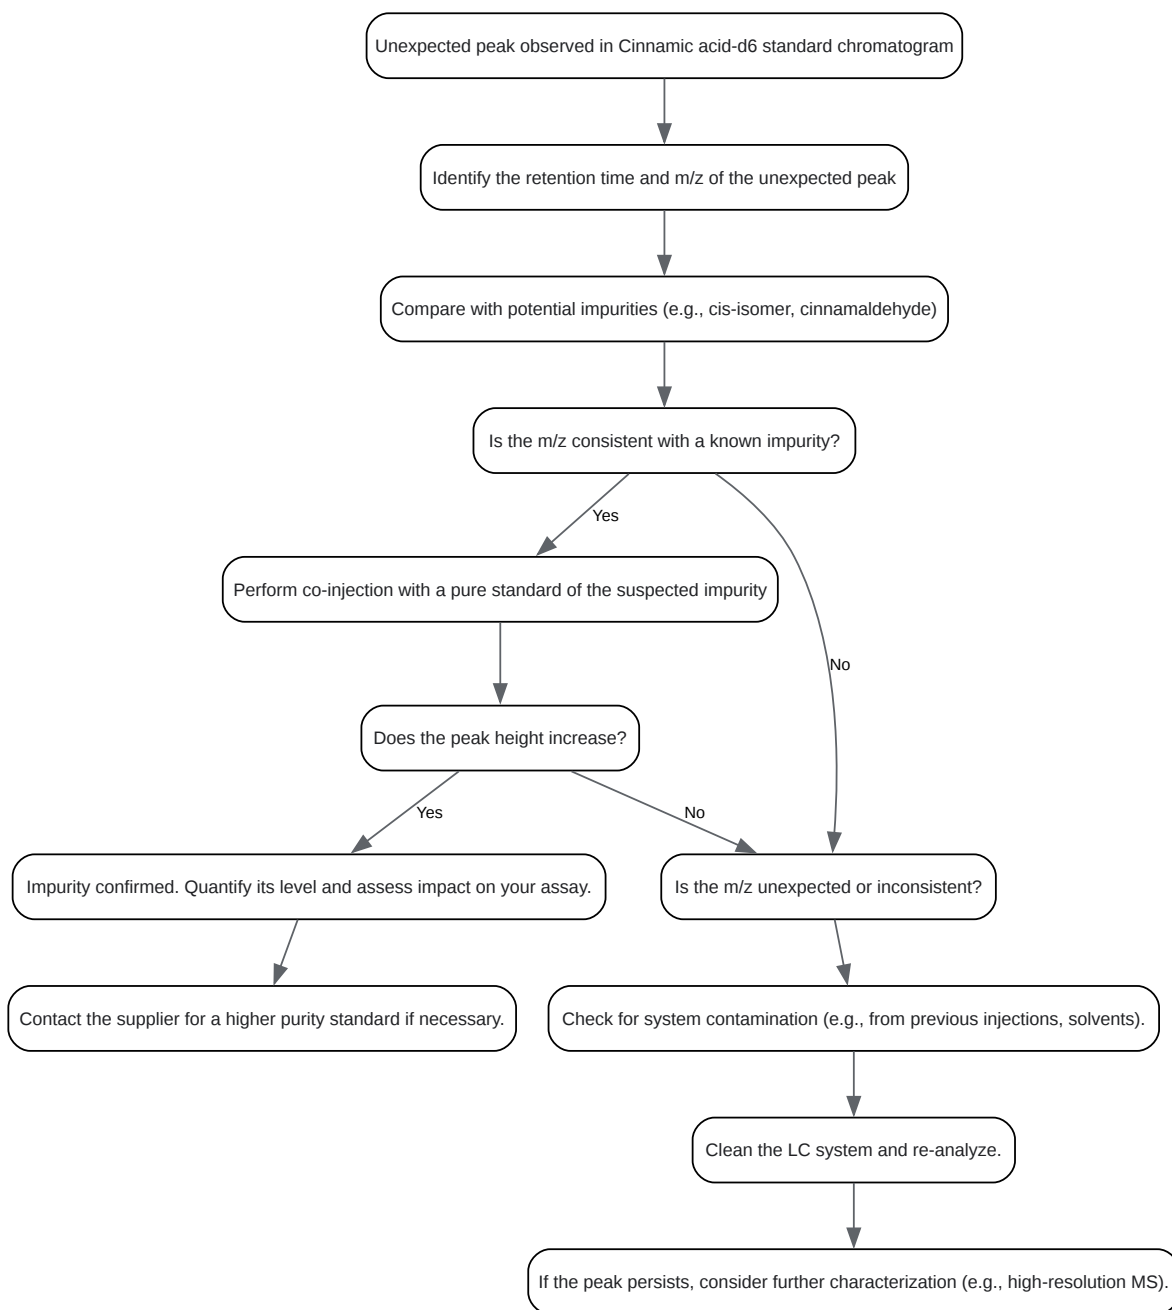 Unexpected peak observed in Cinnamic acid-d6 standard chromatogram
Identify the retention time and m/z of the unexpected peak
Compare with potential impurities (e.g., cis-isomer, cinnamaldehyde)
Is the m/z consistent with a known impurity?
Yes
Perform co-injection with a pure standard of the suspected impurity
No
Does the peak height increase?
Yes
No
Impurity confirmed. Quantify its level and assess impact on your assay.
Is the m/z unexpected or inconsistent?
Contact the supplier for a higher purity standard if necessary.
Check for system contamination (e.g., from previous injections, solvents).
Clean the LC system and re-analyze.
If the peak persists, consider further characterization (e.g., high-resolution MS).